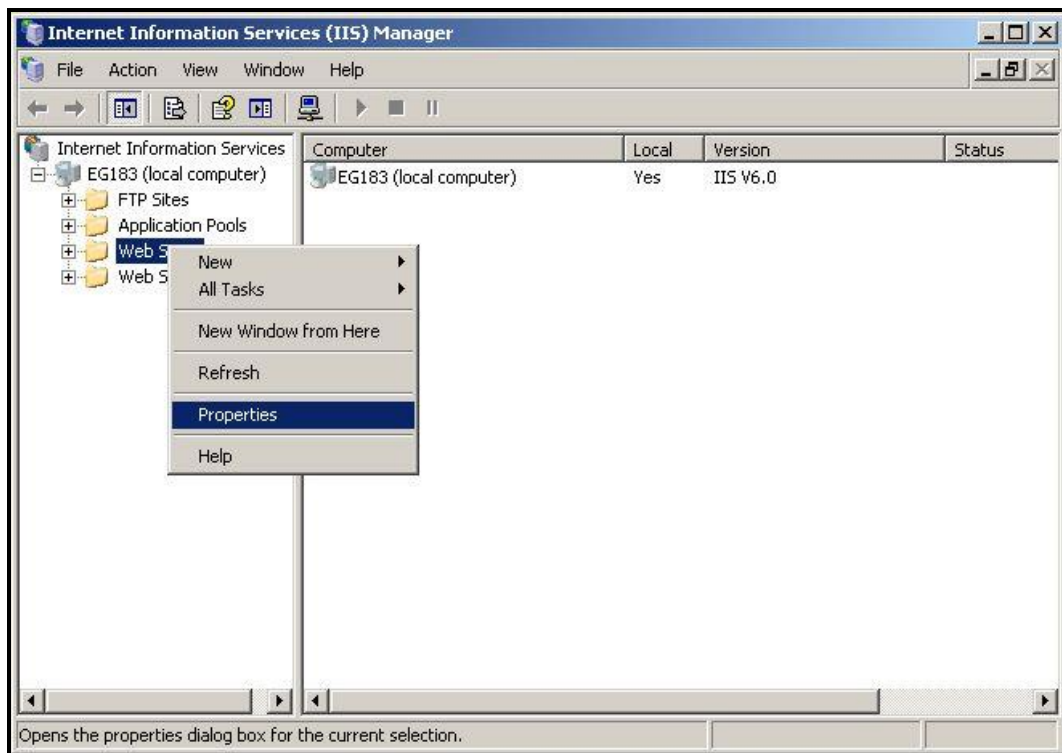 Internet Information Services (IIS) Manager
File Action View Window Help
Internet Information Services
Computer Local Version Status
EG183 (local computer)
EG183 (local computer) Yes IIS V6.0
FTP Sites
Application Pools
Web S
Web S
New
All Tasks
New Window from Here
Refresh
Properties
Help
Opens the properties dialog box for the current selection.